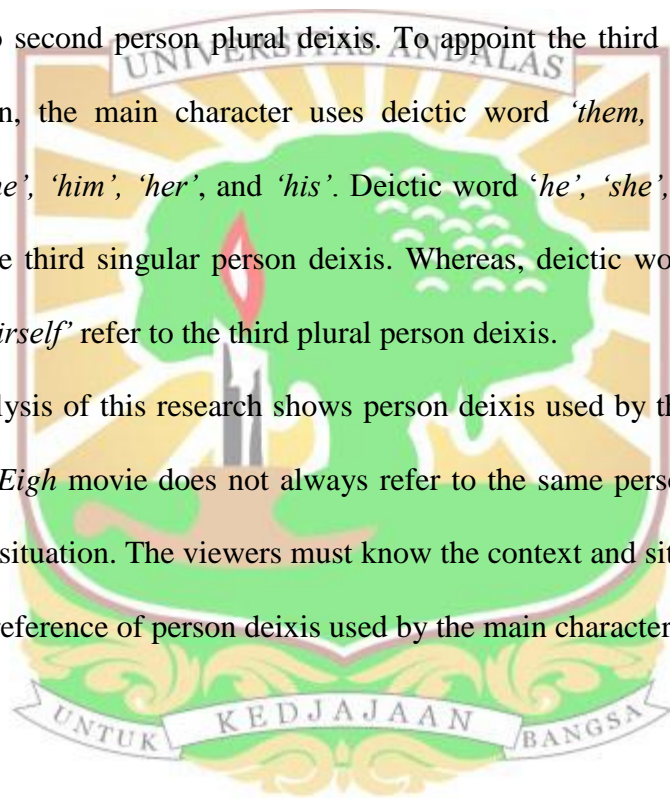 o second person plural deixis. To appoint the third
UNIVERSITAS ANDALAS
n, the main character uses deictic word ‘them,
he’, ‘him’, ‘her’, and ‘his’. Deictic word ‘he’, ‘she’,
e third singular person deixis. Whereas, deictic wo
irself’ refer to the third plural person deixis.
lysis of this research shows person deixis used by th
Eigh movie does not always refer to the same perso
situation. The viewers must know the context and sit
reference of person deixis used by the main character
UNTUK KEDJAJAAN BANGSA